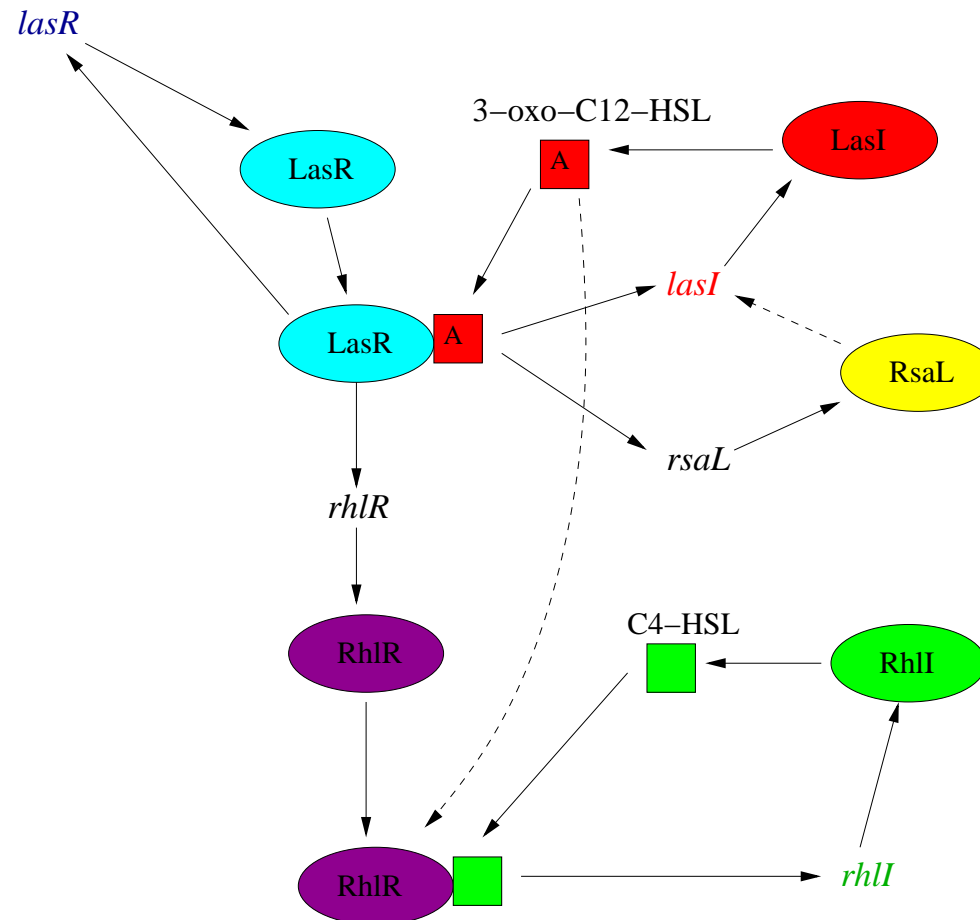 lasR
3−oxo−C12−HSL
LasI
A
LasR
lasI
LasR
A
RsaL
rsaL
rhlR
C4−HSL
RhlR
RhlI
rhlI
RhlR